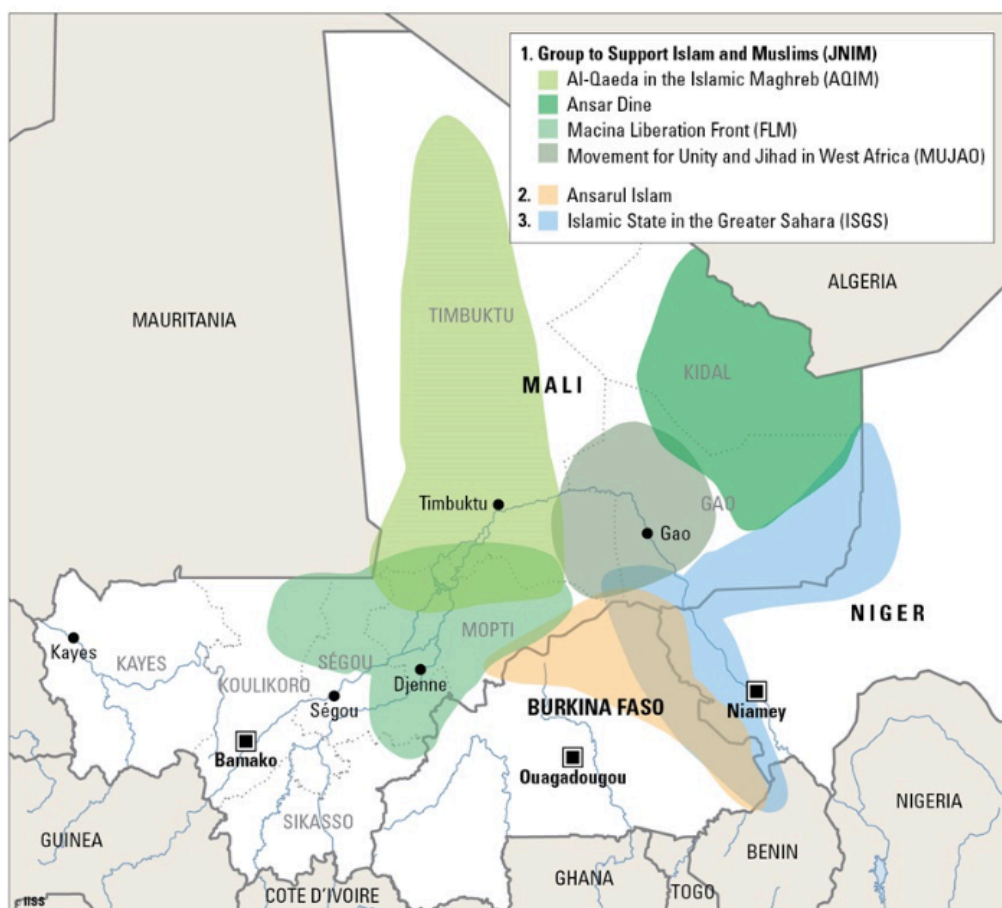 1. Group to Support Islam and Muslims (JNIM)
Al-Qaeda in the Islamic Maghreb (AQIM)
Ansar Dine
Macina Liberation Front (FLM)
Movement for Unity and Jihad in West Africa (MUJAO)
2. Ansarul Islam
3. Islamic State in the Greater Sahara (ISGS)
ALGERIA
MAURITANIA
TIMBUKTU
KIDAL
MALI
Timbuktu
GAO
Gao
NIGER
MOPTI
Kayes
KAYES
SÉGOU
KOULIKORO
Djenne
Ségou
BURKINA FASO
Niamey
Bamako
Ouagadougou
NIGERIA
SIKASSO
GUINEA
BENIN
GHANA
TOGO
COTE D'IVOIRE
IISS